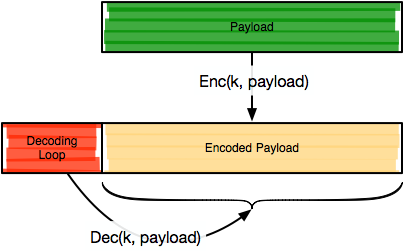 Payload
Enc(k, payload)
Decoding
Loop
Encoded Payload
Dec(k, payload)